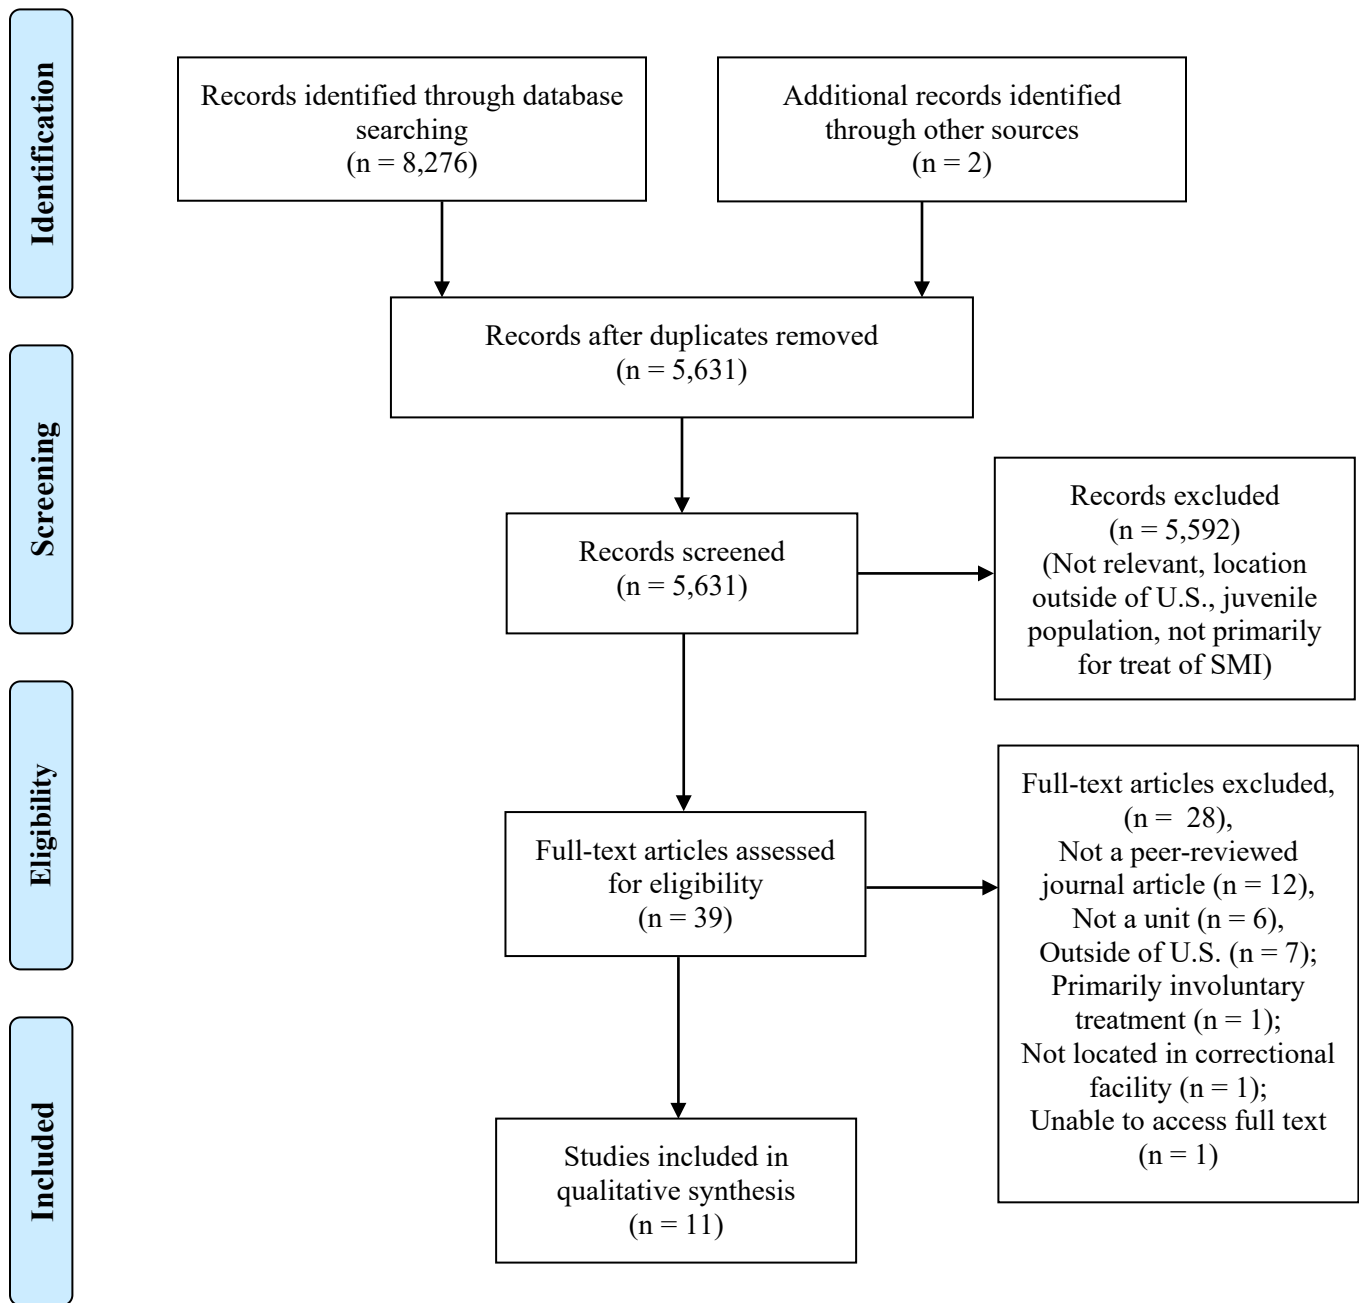 Identification
Records identified through database
searching
(n = 8,276)
Additional records identified
through other sources
(n = 2)
Records after duplicates removed
(n = 5,631)
Screening
Records screened
(n = 5,631)
Records excluded
(n = 5,592)
(Not relevant, location
outside of U.S., juvenile
population, not primarily
for treat of SMI)
Eligibility
Full-text articles assessed
for eligibility
(n = 39)
Full-text articles excluded,
(n =  28),
Not a peer-reviewed
journal article (n = 12),
Not a unit (n = 6),
Outside of U.S. (n = 7);
Primarily involuntary
treatment (n = 1);
Not located in correctional
facility (n = 1);
Unable to access full text
(n = 1)
Included
Studies included in
qualitative synthesis
(n = 11)